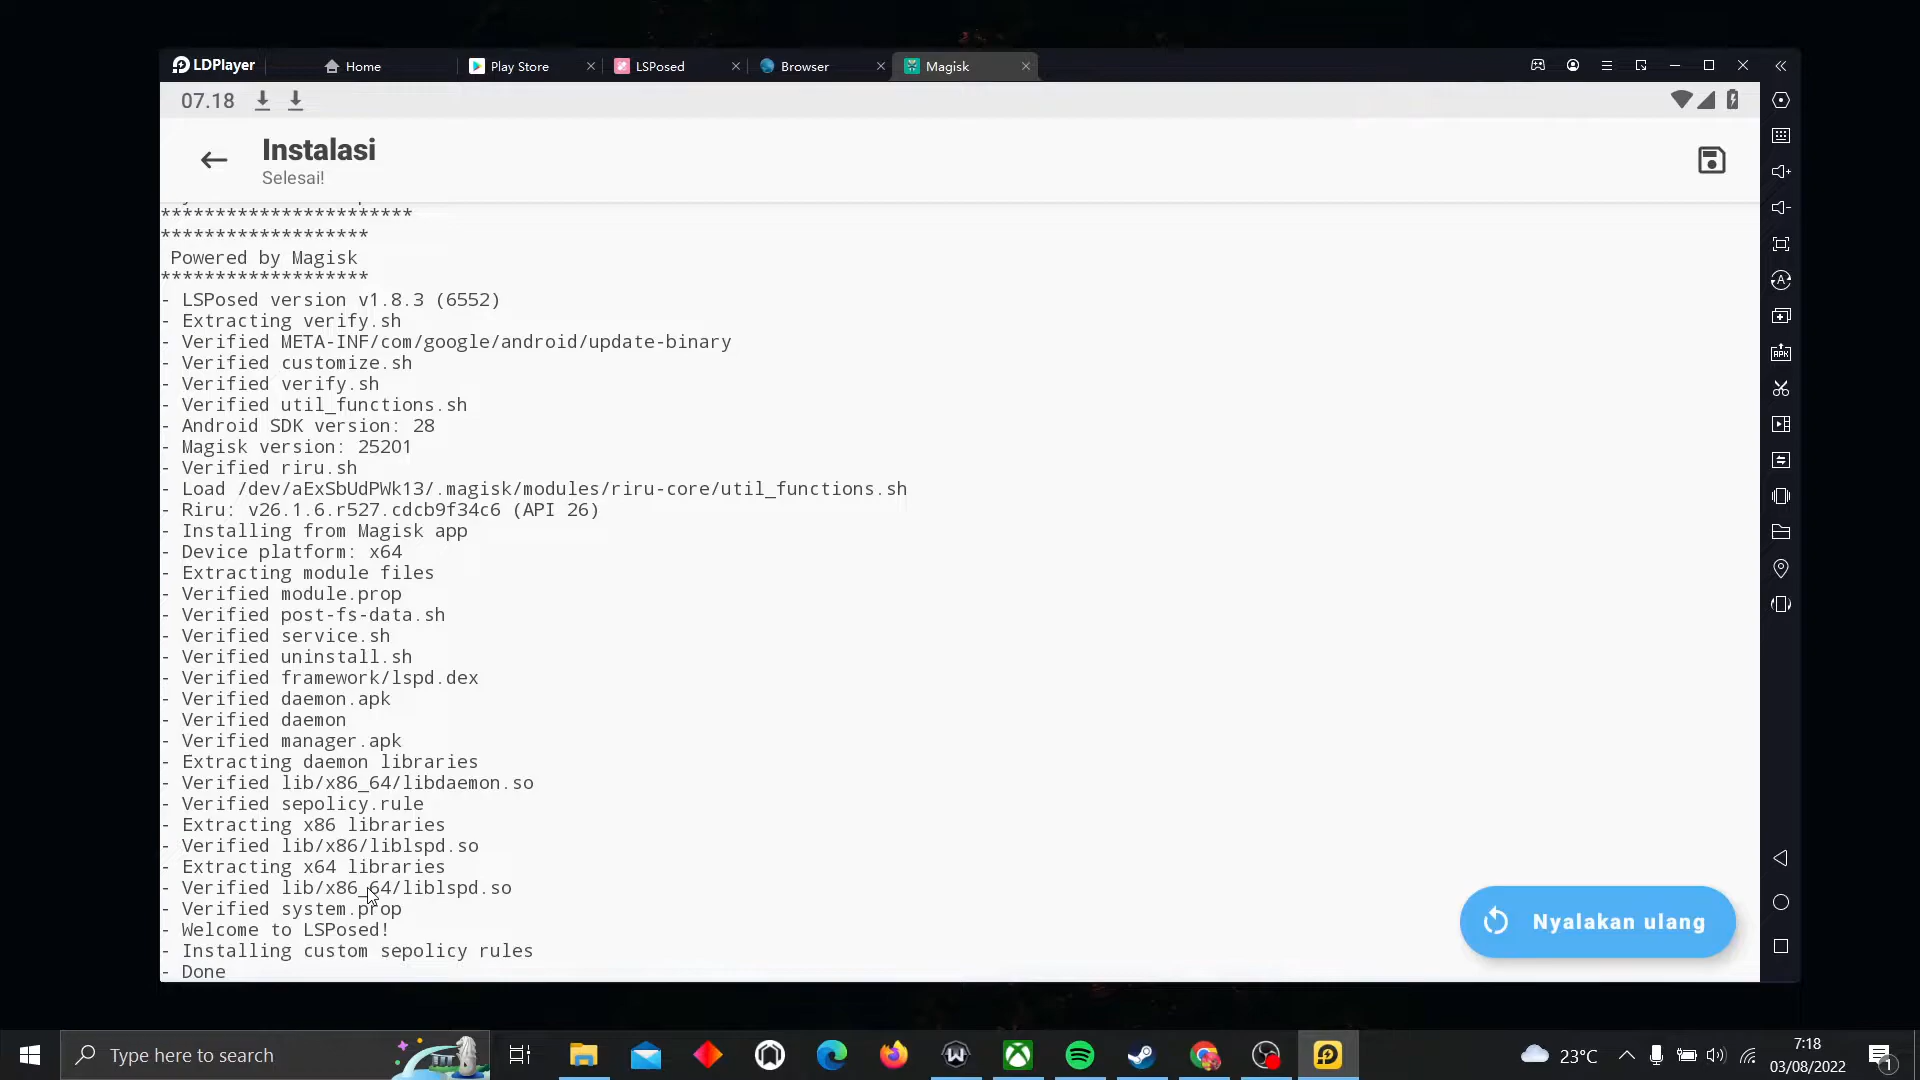 LDPlayer
Home
Play Store
LSPosed
Browser
Magisk
07.18
Instalasi
Selesai!
***********************
*******************
Powered by Magisk
*******************
- LSPosed version v1.8.3 (6552)
- Extracting verify.sh
- Verified META-INF/com/google/android/update-binary
- Verified customize.sh
- Verified verify.sh
- Verified util_functions.sh
- Android SDK version: 28
- Magisk version: 25201
- Verified riru.sh
- Load /dev/aExSbUdPWk13/.magisk/modules/riru-core/util_functions.sh
- Riru: v26.1.6.r527.cdcb9f34c6 (API 26)
- Installing from Magisk app
- Device platform: x64
- Extracting module files
- Verified module.prop
- Verified post-fs-data.sh
- Verified service.sh
- Verified uninstall.sh
- Verified framework/lspd.dex
- Verified daemon.apk
- Verified daemon
- Verified manager.apk
- Extracting daemon libraries
- Verified lib/x86_64/libdaemon.so
- Verified sepolicy.rule
- Extracting x86 libraries
- Verified lib/x86/liblspd.so
- Extracting x64 libraries
- Verified lib/x86_64/liblspd.so
- Verified system.prop
- Welcome to LSPosed!
- Installing custom sepolicy rules
- Done
Nyalakan ulang
Type here to search
23°C
7:18
03/08/2022
1